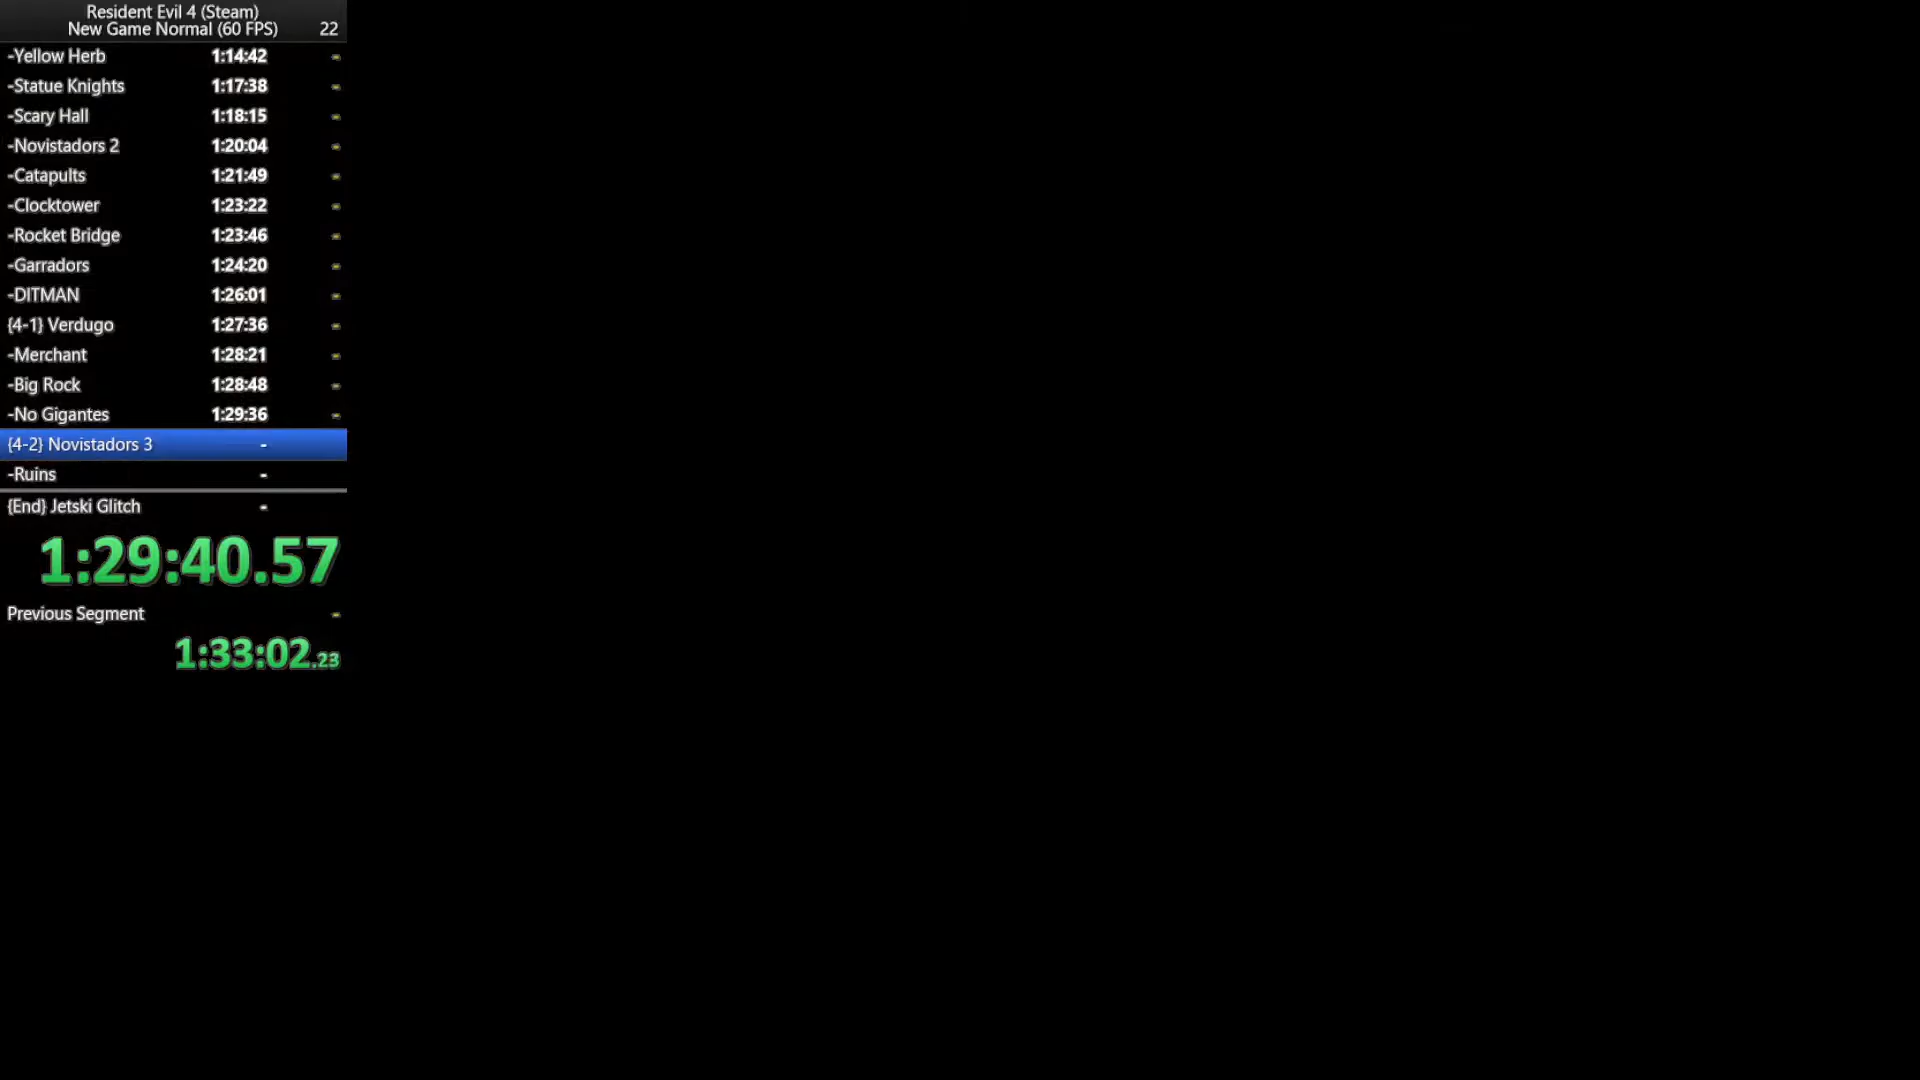 Resident Evil 4 (Steam)
New Game Normal (60 FPS) 22
-Yellow Herb 1:14:42 -
-Statue Knights 1:17:38 -
-Scary Hall 1:18:15 -
-Novistadors 2 1:20:04 -
-Catapults 1:21:49 -
-Clocktower 1:23:22 -
-Rocket Bridge 1:23:46 -
-Garradors 1:24:20 -
-DITMAN 1:26:01 -
{4-1} Verdugo 1:27:36 -
-Merchant 1:28:21 -
-Big Rock 1:28:48 -
-No Gigantes 1:29:36 -
{4-2} Novistadors 3 -
-Ruins -
{End} Jetski Glitch -
1:29:40.57
Previous Segment -
1:33:02.23